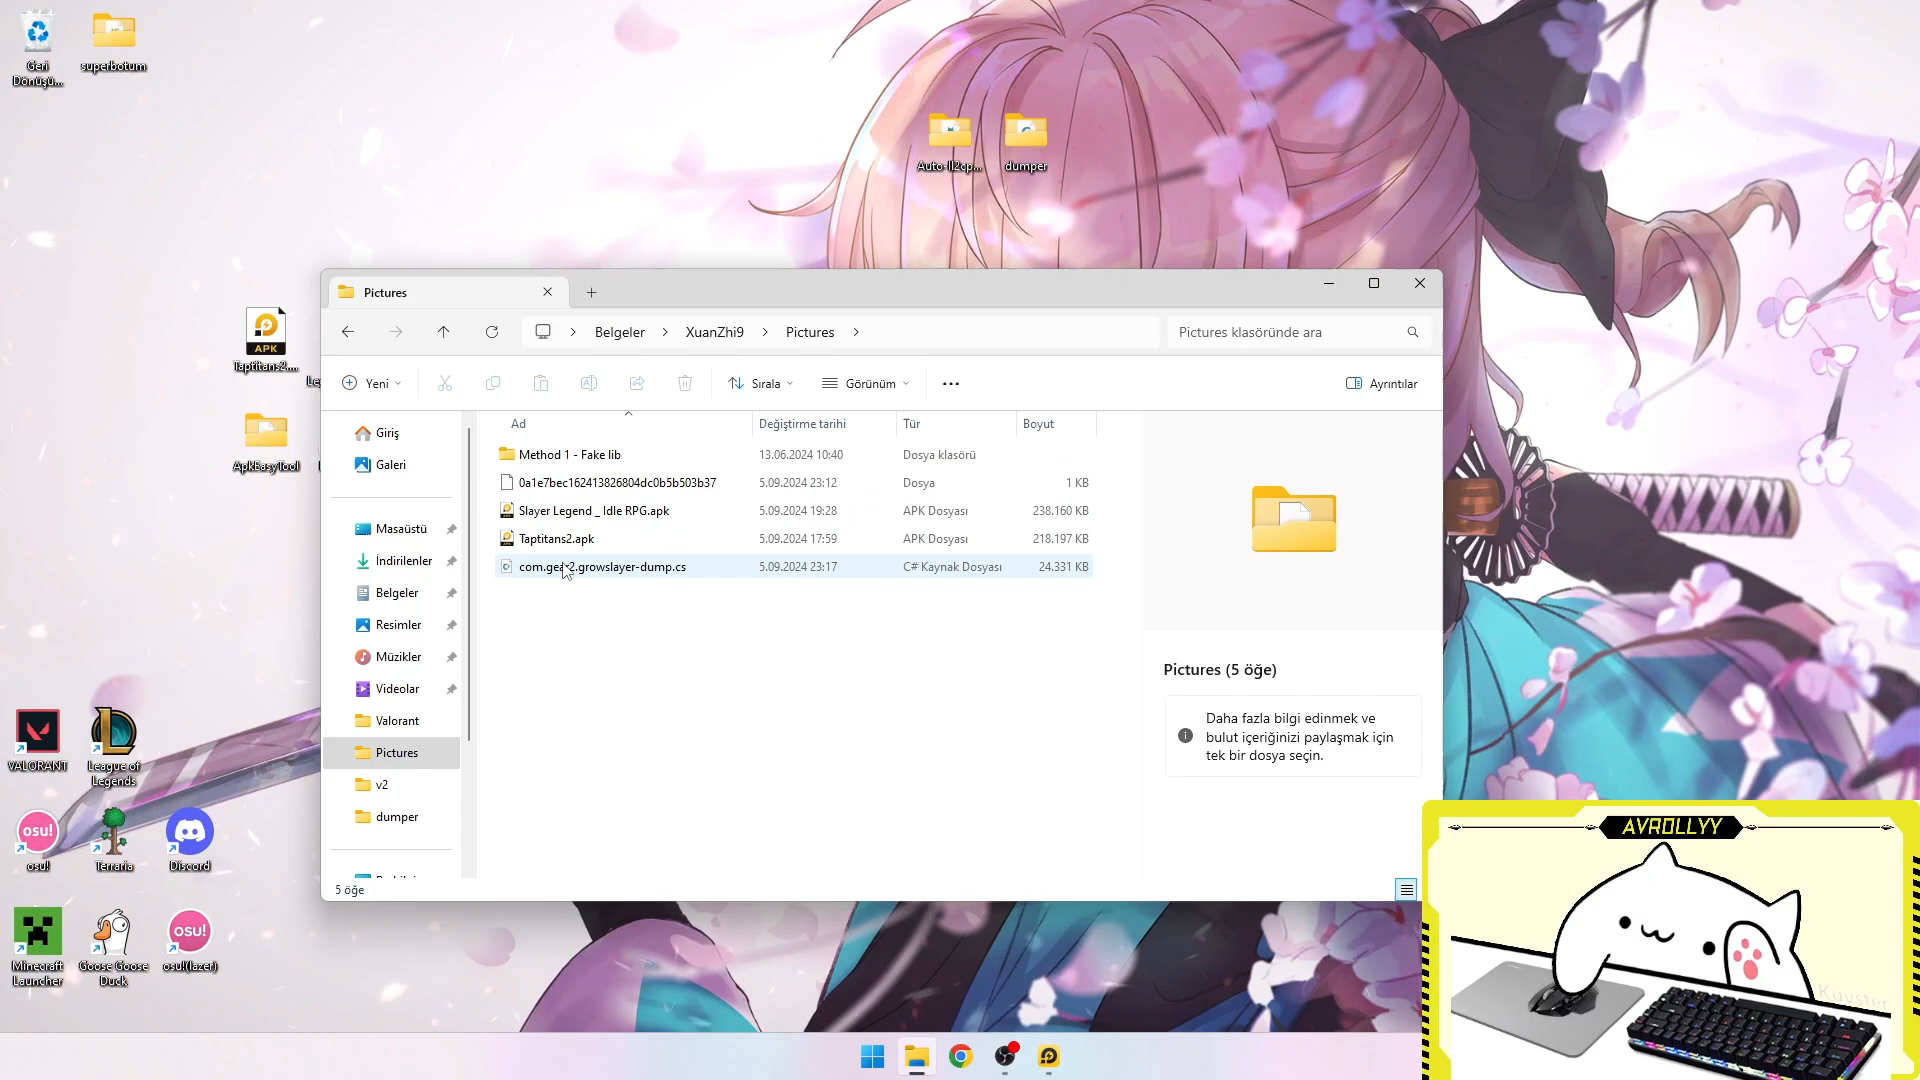 Geri
Dönüşü...
superbotum
Auto-Il2cp...
dumper
APK
Taptitans2....
ApkEasyTool
VALORANT
League of
Legends
osu!
osu!
Terraria
Discord
Minecraft
Launcher
Goose Goose
Duck
osu!
osu!(lazer)
Pictures
Belgeler
XuanZhi9
Pictures
Pictures klasöründe ara
Yeni
Sırala
Görünüm
Ayrıntılar
Giriş
Galeri
Masaüstü
İndirilenler
Belgeler
Resimler
Müzikler
Videolar
Valorant
Pictures
v2
dumper
Ad
Değiştirme tarihi
Tür
Boyut
Method 1 - Fake lib
13.06.2024 10:40
Dosya klasörü
0a1e7bec162413826804dc0b5b503b37
5.09.2024 23:12
Dosya
1 KB
Slayer Legend _ Idle RPG.apk
5.09.2024 19:28
APK Dosyası
238.160 KB
Taptitans2.apk
5.09.2024 17:59
APK Dosyası
218.197 KB
com.gear2.growslayer-dump.cs
5.09.2024 23:17
C# Kaynak Dosyası
24.331 KB
Pictures (5 öğe)
Daha fazla bilgi edinmek ve
bulut içeriğinizi paylaşmak için
tek bir dosya seçin.
5 öğe
AVROLLYY
Kuyster